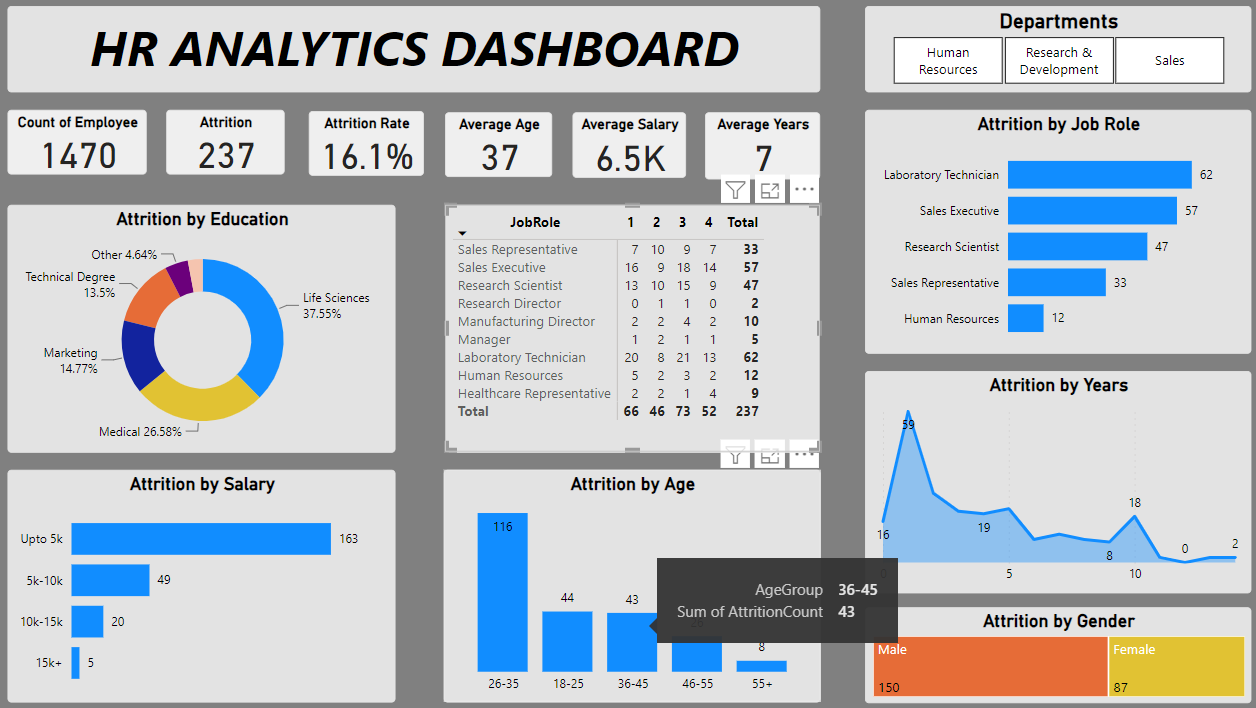 HR ANALYTICS DASHBOARD
Departments
Human
Resources
Research &
Development
Sales
Count of Employee
1470
Attrition
237
Attrition Rate
16.1%
Average Age
37
Average Salary
6.5K
Average Years
7
Attrition by Education
Other 4.64%
Technical Degree
13.5%
Life Sciences
37.55%
Marketing
14.77%
Medical 26.58%
JobRole 1 2 3 4 Total
Sales Representative 7 10 9 7 33
Sales Executive 16 9 18 14 57
Research Scientist 13 10 15 9 47
Research Director 0 1 1 0 2
Manufacturing Director 2 2 4 2 10
Manager 1 2 1 1 5
Laboratory Technician 20 8 21 13 62
Human Resources 5 2 3 2 12
Healthcare Representative 2 2 1 4 9
Total 66 46 73 52 237
Attrition by Job Role
Laboratory Technician 62
Sales Executive 57
Research Scientist 47
Sales Representative 33
Human Resources 12
Attrition by Salary
Upto 5k 163
5k-10k 49
10k-15k 20
15k+ 5
Attrition by Age
116
44
43
8
26-35 18-25 36-45 46-55 55+
AgeGroup 36-45
Sum of AttritionCount 43
Attrition by Years
59
16
19
8
18
0
2
0 5 10
Attrition by Gender
Male
150
Female
87